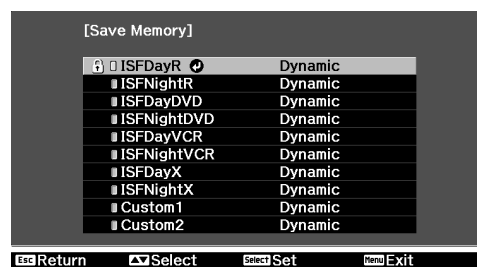 [Save Memory]
ISFDayR Dynamic
ISFNightR Dynamic
ISFDayDVD Dynamic
ISFNightDVD Dynamic
ISFDayVCR Dynamic
ISFNightVCR Dynamic
ISFDayX Dynamic
ISFNightX Dynamic
Custom1 Dynamic
Custom2 Dynamic
Esc Return Select Select Set Menu Exit